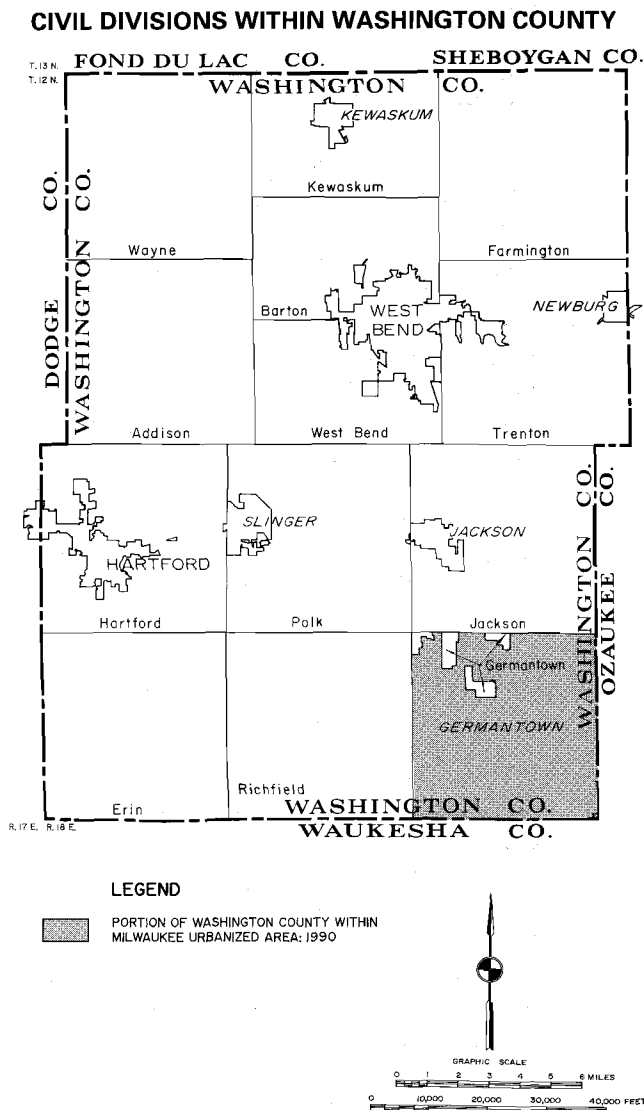 CIVIL DIVISIONS WITHIN WASHINGTON COUNTY
T. 13 N. FOND DU LAC CO. SHEBOYGAN CO.
T. 12 N. WASHINGTON CO.
KEWASKUM
Kewaskum
DODGE CO.
WASHINGTON CO.
Wayne
Farmington
Barton
WEST
BEND
NEWBURG
Addison
West Bend
Trenton
HARTFORD
SLINGER
JACKSON
WASHINGTON CO.
OZAUKEE CO.
Hartford
Polk
Jackson
Germantown
GERMANTOWN
Richfield
Erin
WASHINGTON CO.
R. 17 E. R. 18 E.
WAUKESHA CO.
LEGEND
PORTION OF WASHINGTON COUNTY WITHIN
MILWAUKEE URBANIZED AREA: 1990
GRAPHIC SCALE
0 1 2 3 4 5 6 MILES
0 10,000 20,000 30,000 40,000 FEET